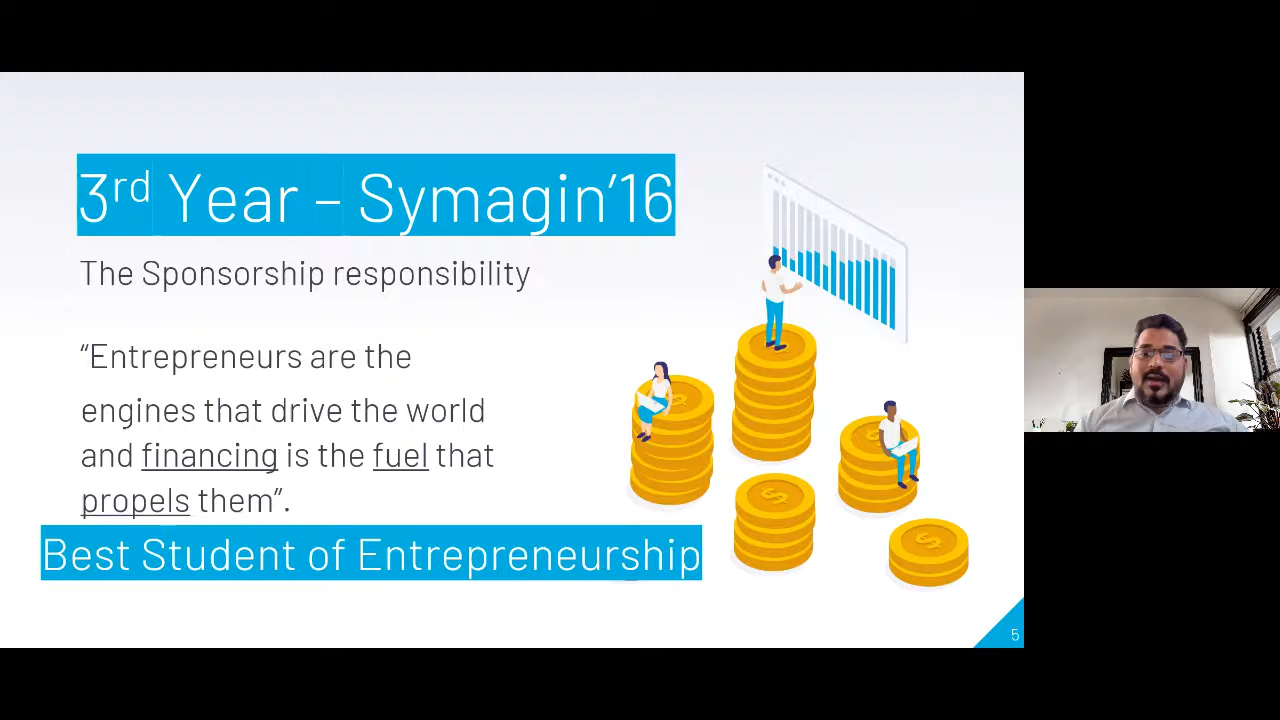 3rd Year – Symagin’16
The Sponsorship responsibility
“Entrepreneurs are the
engines that drive the world
and financing is the fuel that
propels them”.
Best Student of Entrepreneurship
5